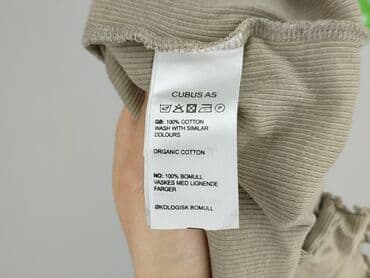 CUBUS AS
GB: 100% COTTON
WASH WITH SIMILAR
COLOURS
ORGANIC COTTON
NO: 100% BOMULL
VASKES MED LIGNENDE
FARGER
ØKOLOGISK BOMULL